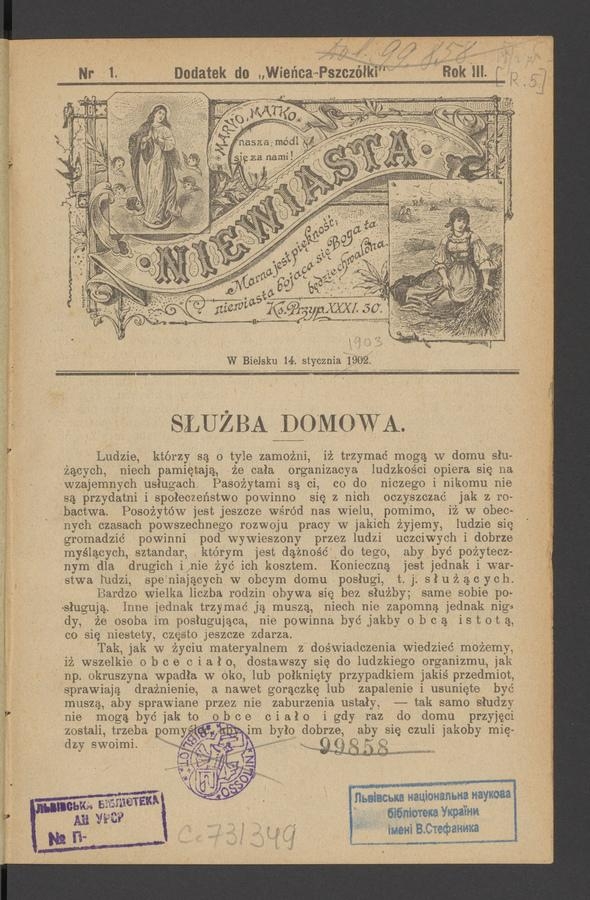 99.858
Nr 1.
Dodatek do „Wieńca-Pszczółki“
Rok III.
[R.5]
MARYO, MATKO
nasza, módl
się za nami!
NIEWIASTA
Marna jest piękność,
niewiasta bojąca się Boga ta
będzie chwalona.
Ks. Przyp. XXXI. 30.
1903
W Bielsku 14. stycznia 1902.
SŁUŻBA DOMOWA.
Ludzie, którzy są o tyle zamożni, iż trzymać mogą w domu słu-
żących, niech pamiętają, że cała organizacya ludzkości opiera się na
wzajemnych usługach. Pasożytami są ci, co do niczego i nikomu nie
są przydatni i społeczeństwo powinno się z nich oczyszczać jak z ro-
bactwa. Posożytów jest jeszcze wśród nas wielu, pomimo, iż w obec-
nych czasach powszechnego rozwoju pracy w jakich żyjemy, ludzie się
gromadzić powinni pod wywieszony przez ludzi uczciwych i dobrze
myślących, sztandar, którym jest dążność do tego, aby być pożytecz-
nym dla drugich i nie żyć ich kosztem. Konieczną jest jednak i war-
stwa ludzi, spełniających w obcym domu posługi, t. j. służących.
Bardzo wielka liczba rodzin obywa się bez służby; same sobie po-
sługują. Inne jednak trzymać ją muszą, niech nie zapomną jednak nig-
dy, że osoba im posługująca, nie powinna być jakby obcą istotą,
co się niestety, często jeszcze zdarza.
Tak, jak w życiu materyalnem z doświadczenia wiedzieć możemy,
iż wszelkie obce ciało, dostawszy się do ludzkiego organizmu, jak
np. okruszyna wpadła w oko, lub połknięty przypadkiem jakiś przedmiot,
sprawiają drażnienie, a nawet gorączkę lub zapalenie i usunięte być
muszą, aby sprawiane przez nie zaburzenia ustały, — tak samo słudzy
nie mogą być jak to obce ciało i gdy raz do domu przyjęci
zostali, trzeba pomyśleć, aby im było dobrze, aby się czuli jakoby mię-
dzy swoimi.
99858
ЛЬВІВСЬКА БІБЛІОТЕКА
АН УРСР
№ П-
C. 731349
Львівська національна наукова
бібліотека України
імені В.Стефаника